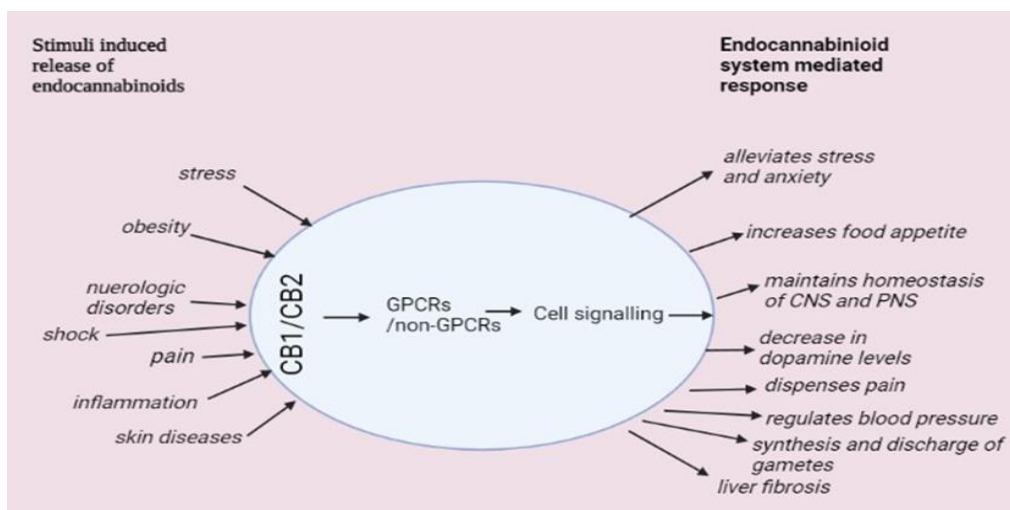 Stimuli induced
release of
endocannabinoids
Endocannabinioid
system mediated
response
stress
obesity
nuerologic
disorders
shock
pain
inflammation
skin diseases
CB1/CB2
GPCRs
/non-GPCRs
Cell signalling
alleviates stress
and anxiety
increases food appetite
maintains homeostasis
of CNS and PNS
decrease in
dopamine levels
dispenses pain
regulates blood pressure
synthesis and discharge of
gametes
liver fibrosis